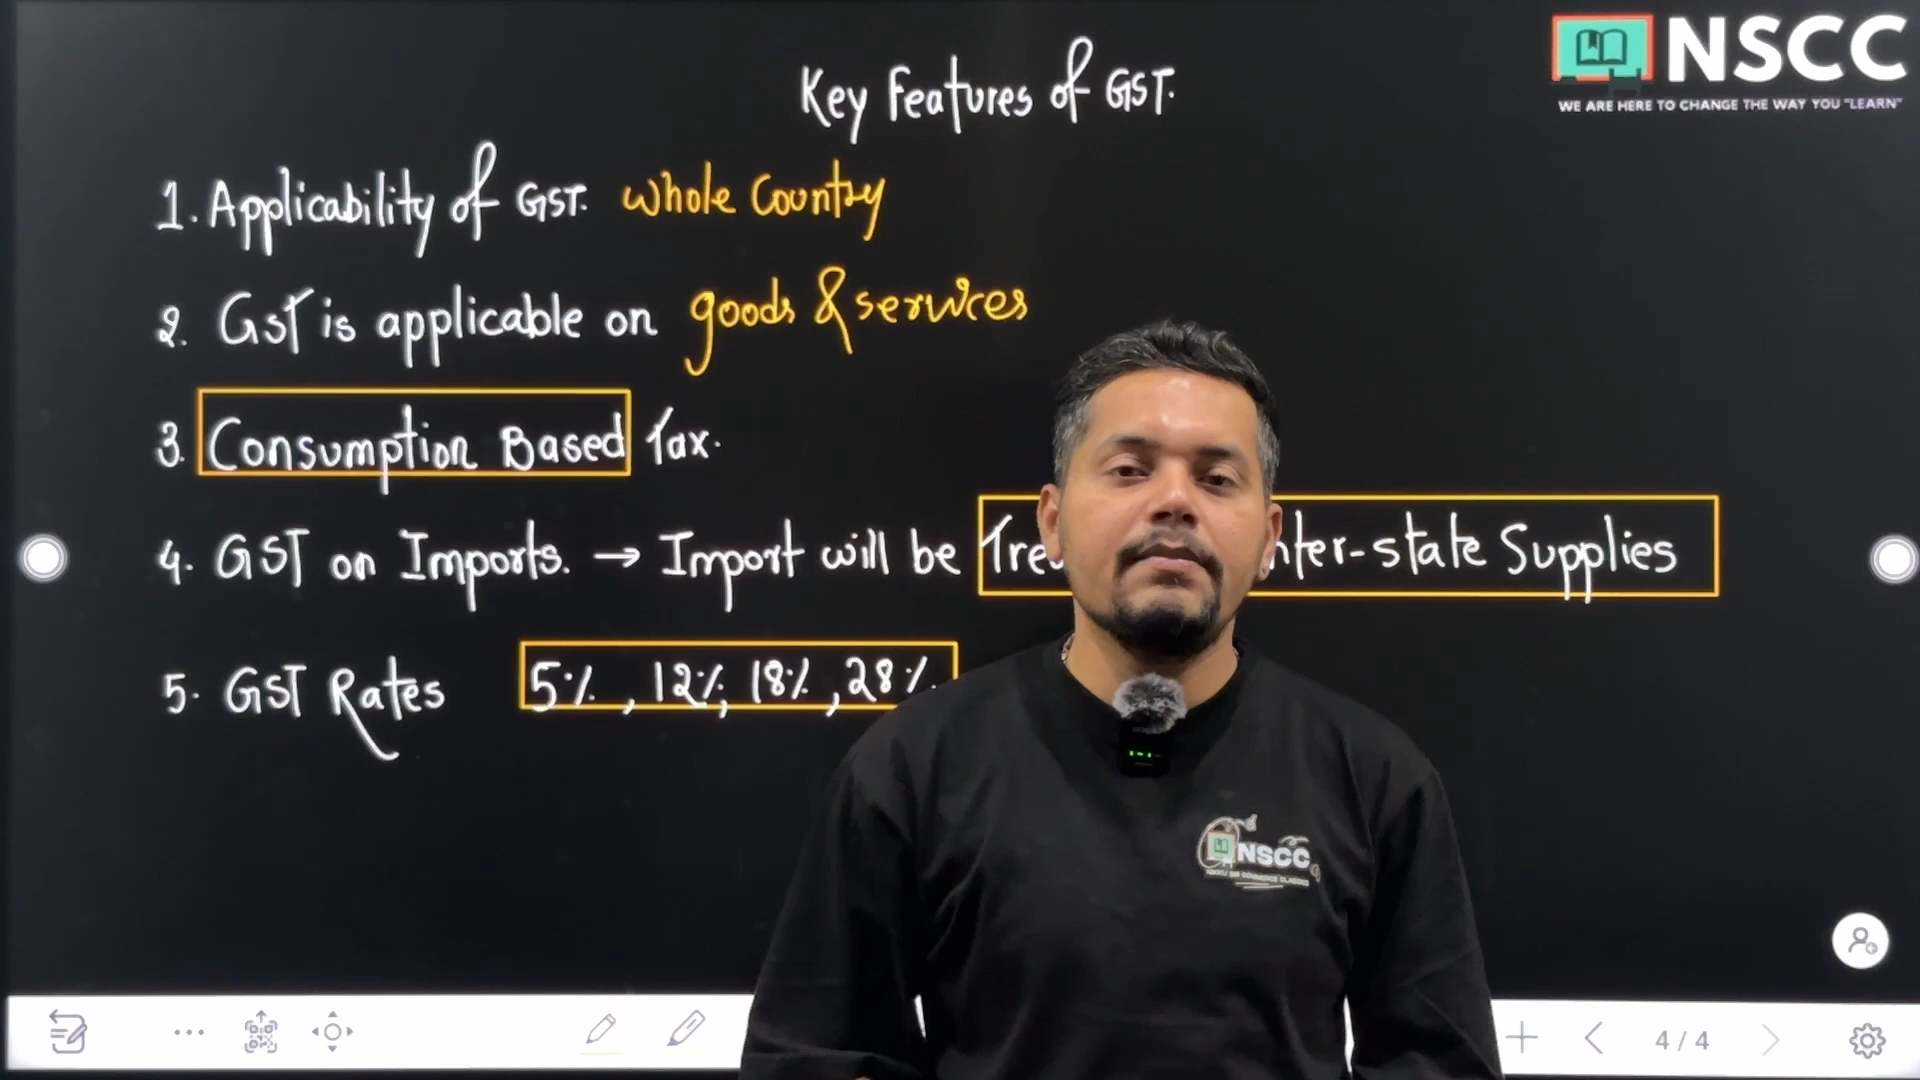 NSCC
WE ARE HERE TO CHANGE THE WAY YOU "LEARN"
Key Features of GST.
1. Applicability of GST. Whole Country
2. GST is applicable on goods & services
3. Consumption Based Tax.
4. GST on Imports. → Import will be nter-state Supplies
5. GST Rates 5%, 12%, 18%, 28%.
NSCC
4/4